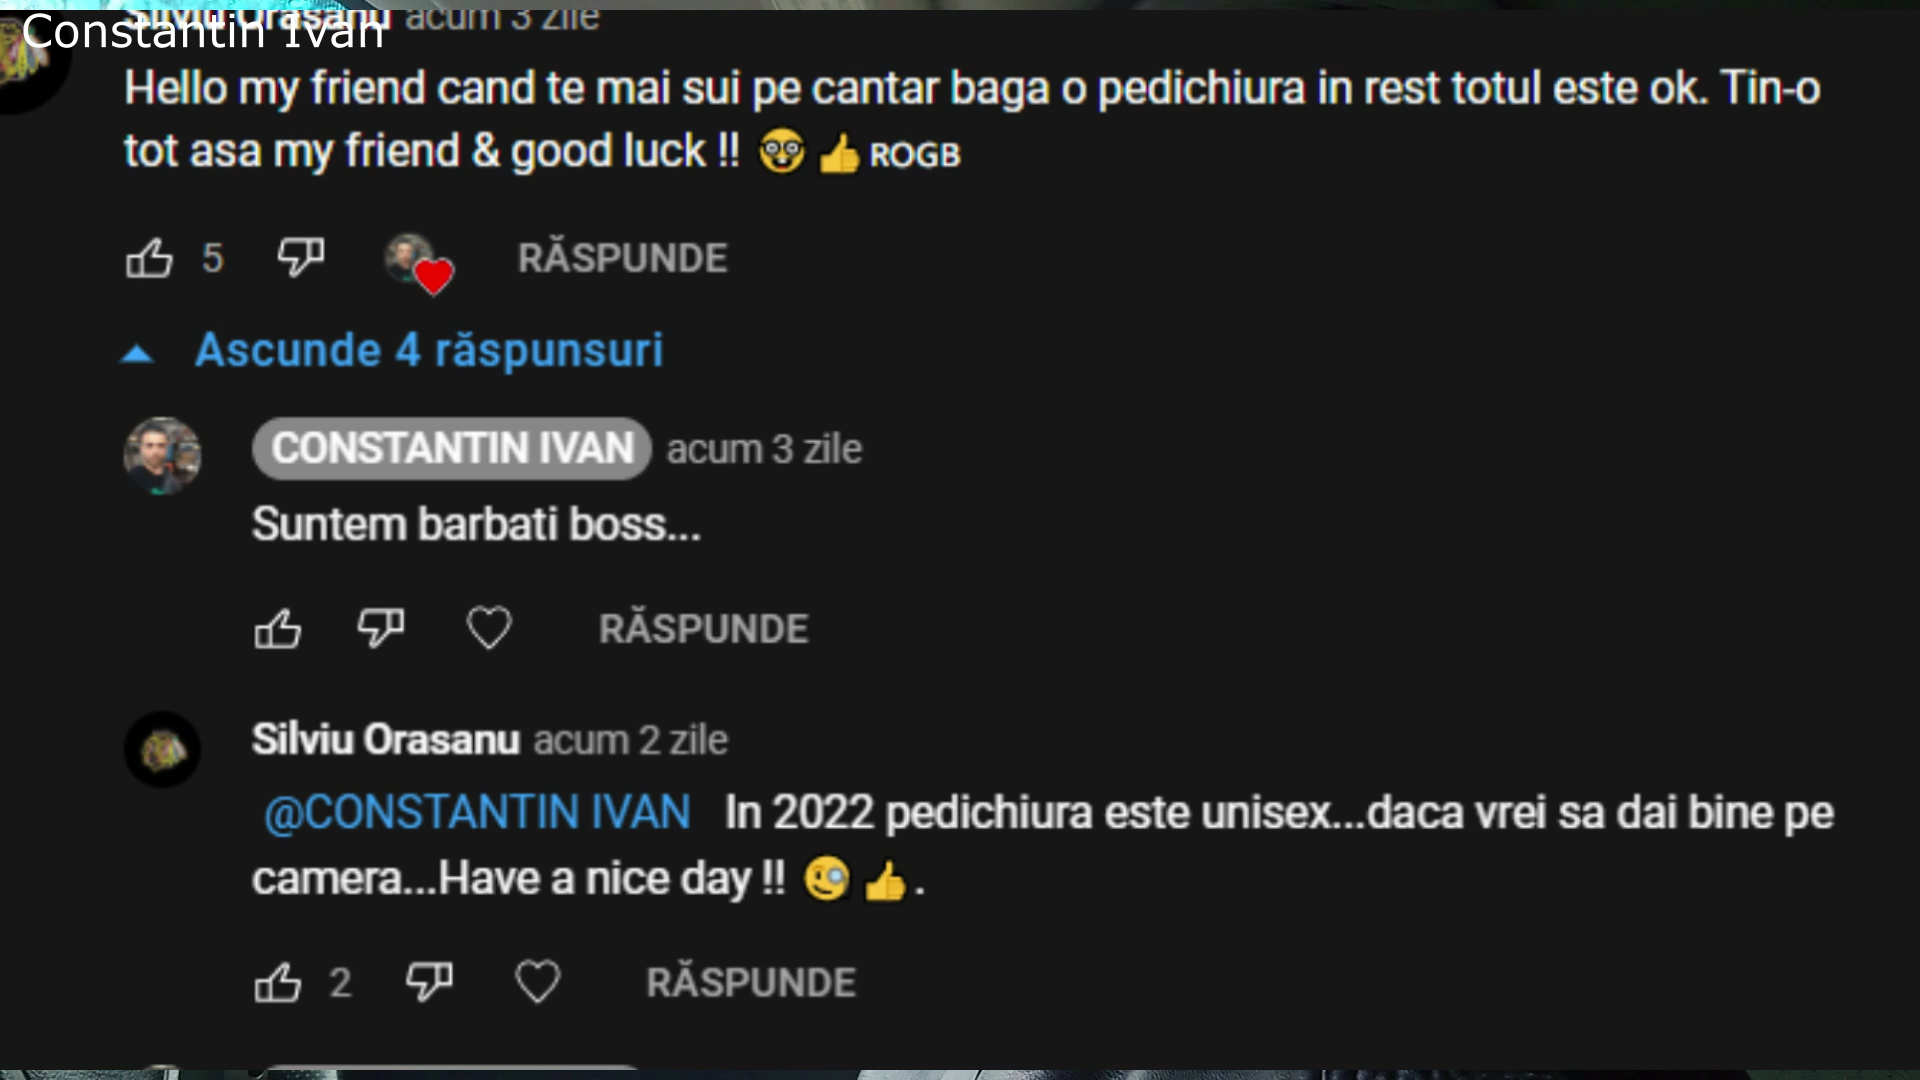 Constantin Ivan
Silviu Orasanu acum 3 zile
Hello my friend cand te mai sui pe cantar baga o pedichiura in rest totul este ok. Tin-o
tot asa my friend & good luck !! 🥸 👍 ROGB
5 RĂSPUNDE
Ascunde 4 răspunsuri
CONSTANTIN IVAN acum 3 zile
Suntem barbati boss...
RĂSPUNDE
Silviu Orasanu acum 2 zile
@CONSTANTIN IVAN In 2022 pedichiura este unisex...daca vrei sa dai bine pe
camera...Have a nice day !! 🧐 👍 .
2 RĂSPUNDE